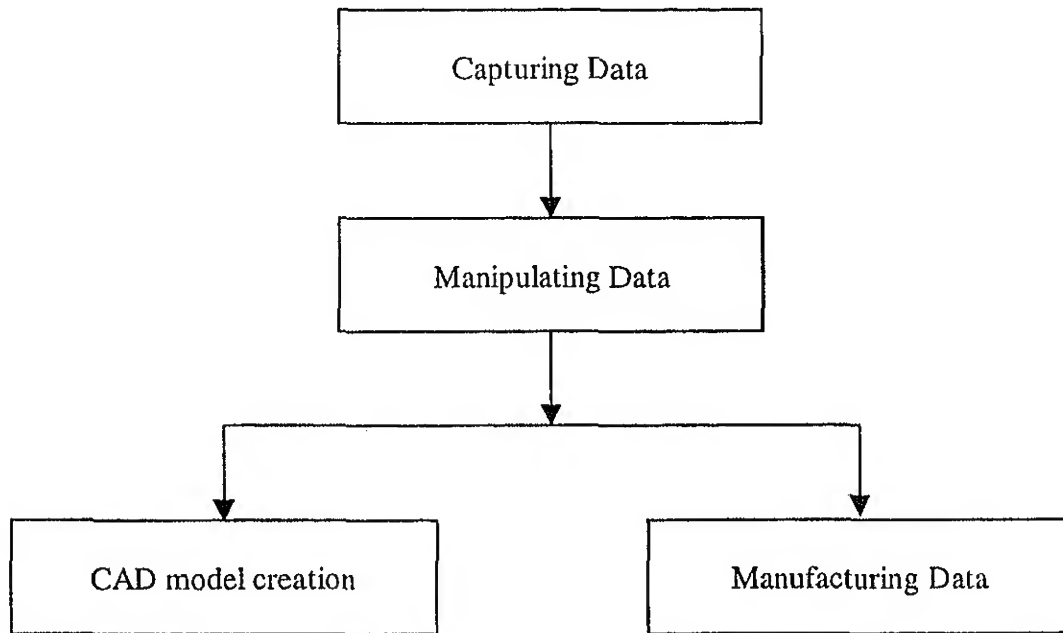 Capturing Data
Manipulating Data
CAD model creation
Manufacturing Data